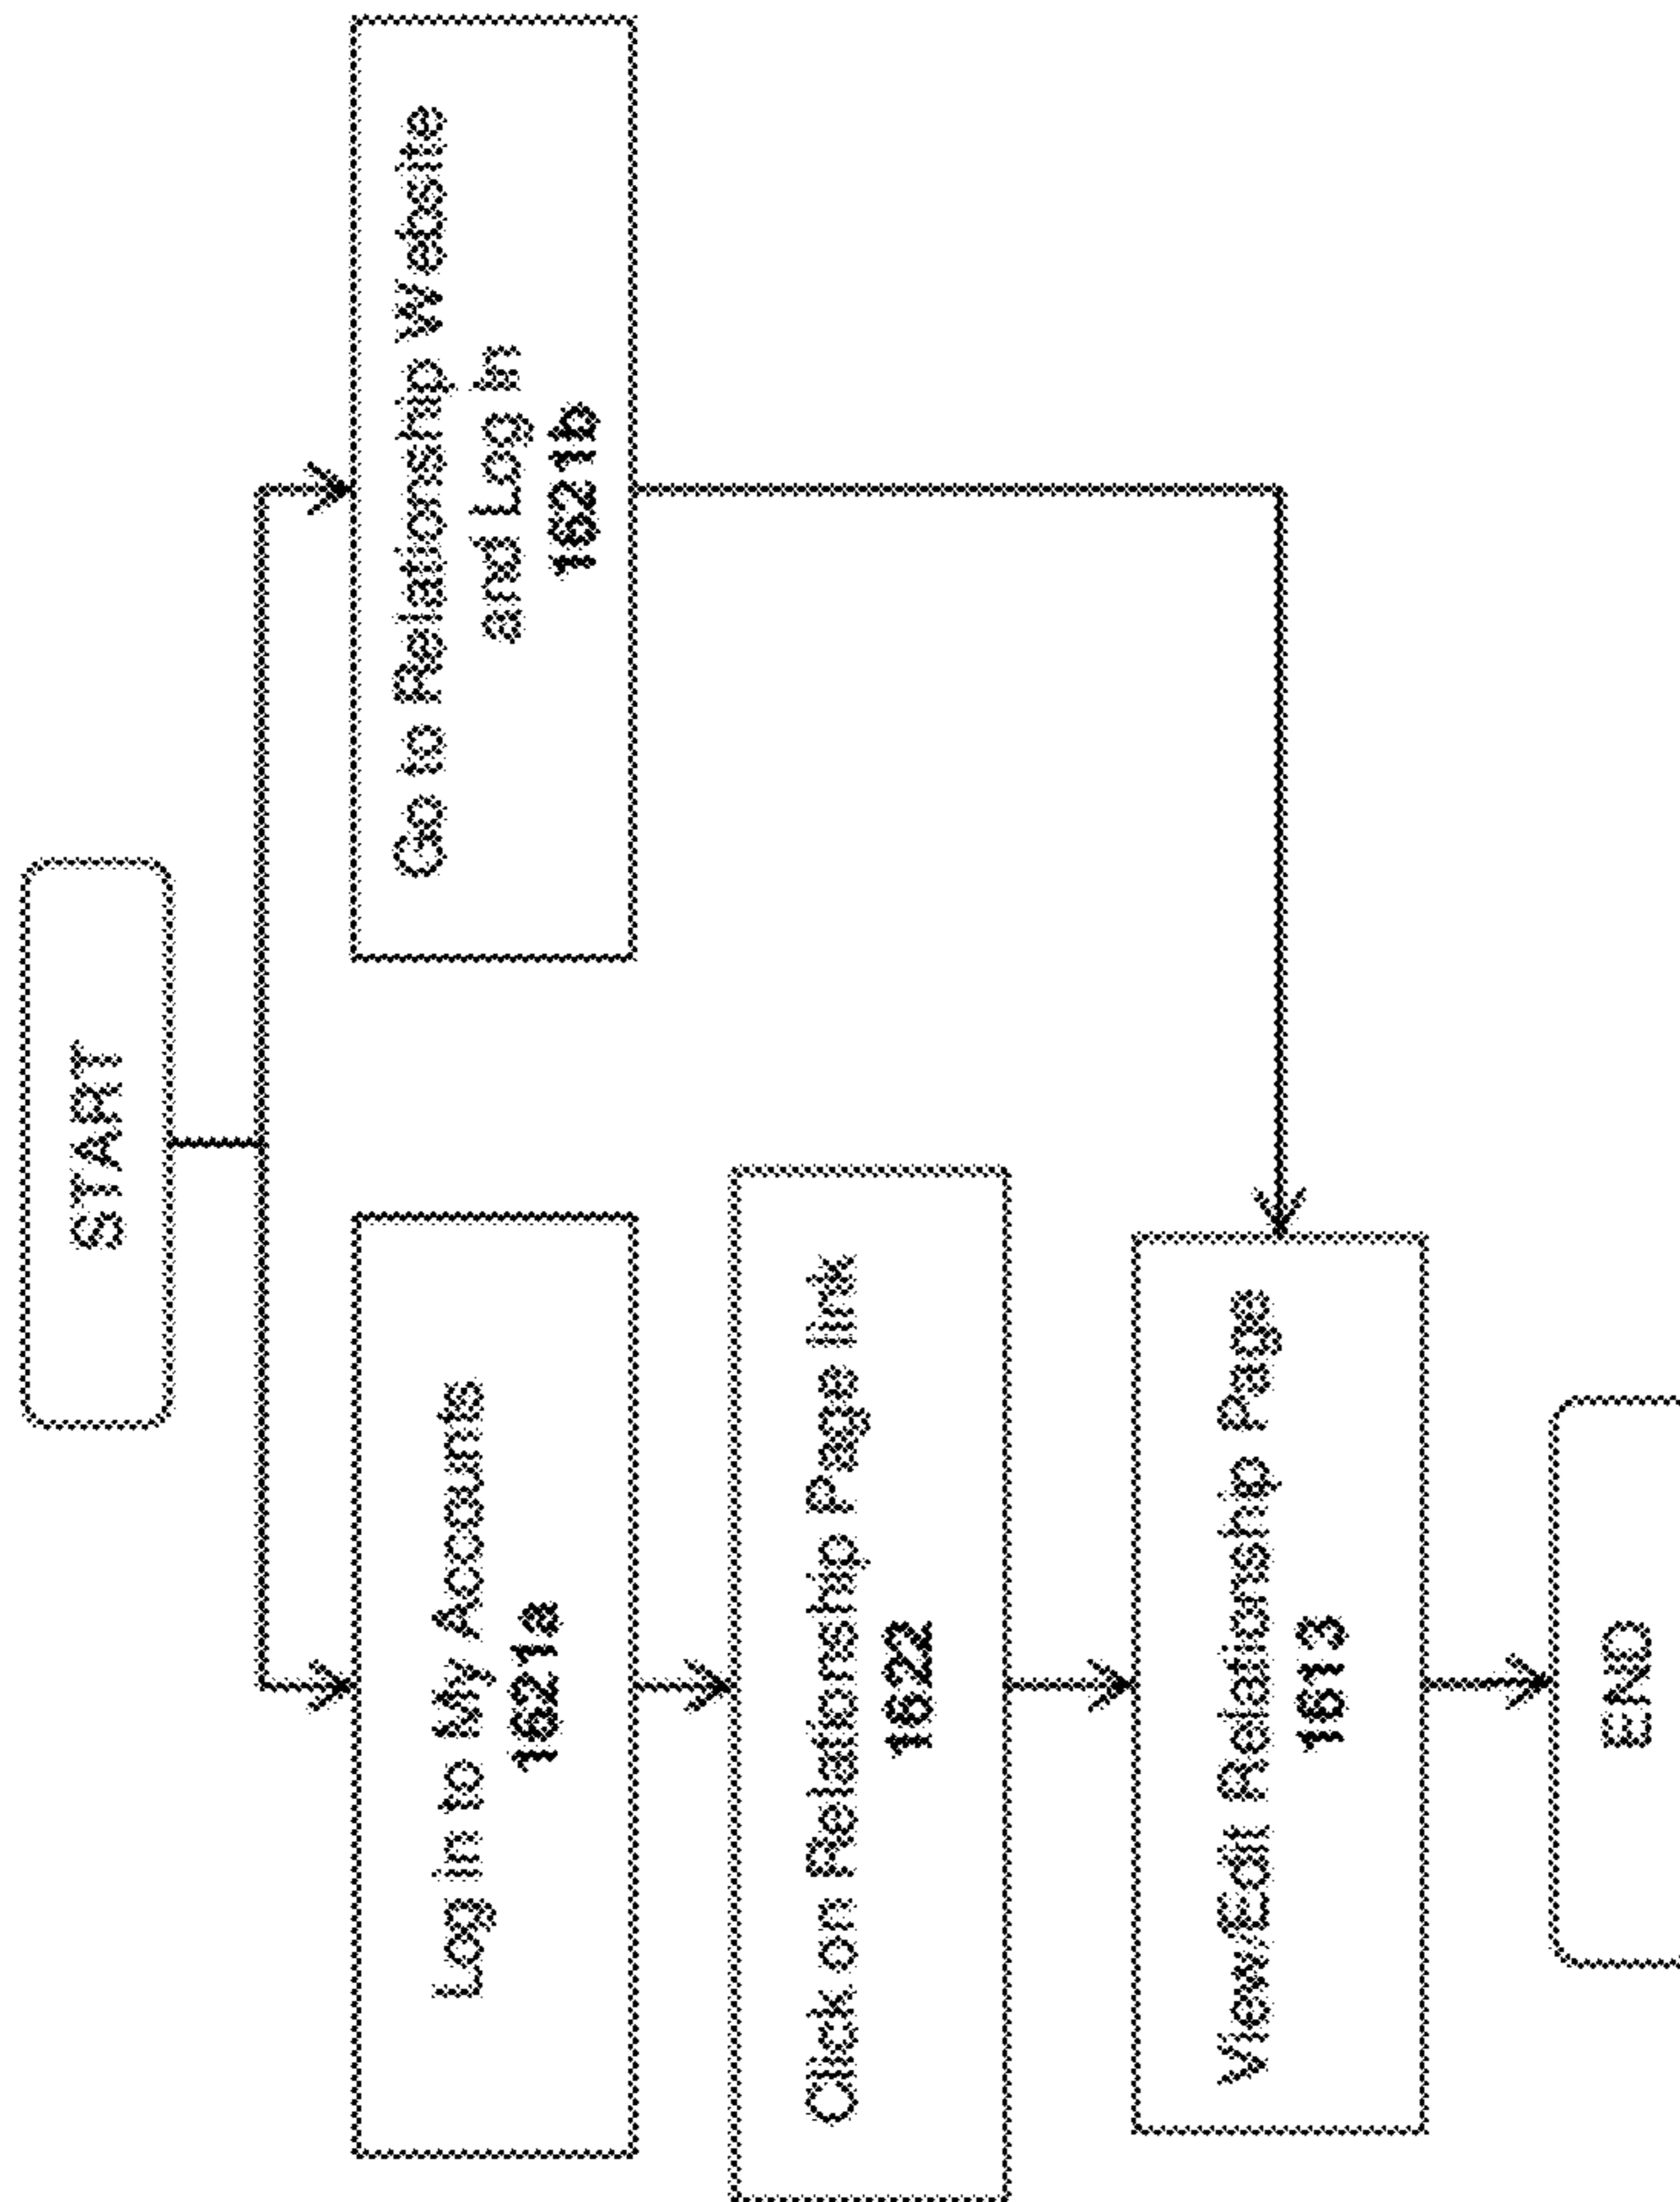 START
Log in to My Accounts
1621a
Go to Relationship Website
and Log In
1621b
Click on Relationship Page link
1622
View/Edit Relationship Page
1613
END